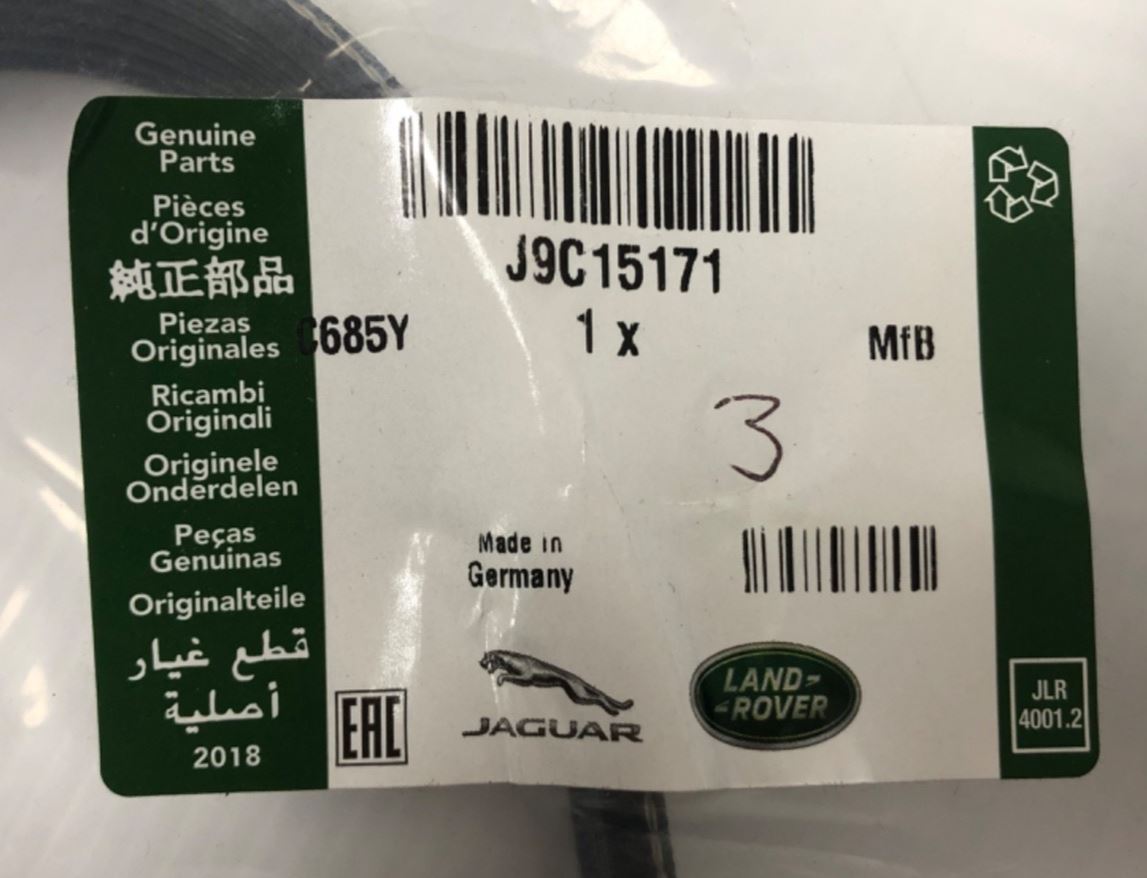 Genuine
Parts
Pièces
d'Origine
純正部品
Piezas
Originales
Ricambi
Originali
Originele
Onderdelen
Peças
Genuinas
Originalteile
قطع غيار
أصلية
2018
J9C15171
C685Y 1 x MfB
3
Made in
Germany
EAC
JAGUAR
LAND-
-ROVER
JLR
4001.2